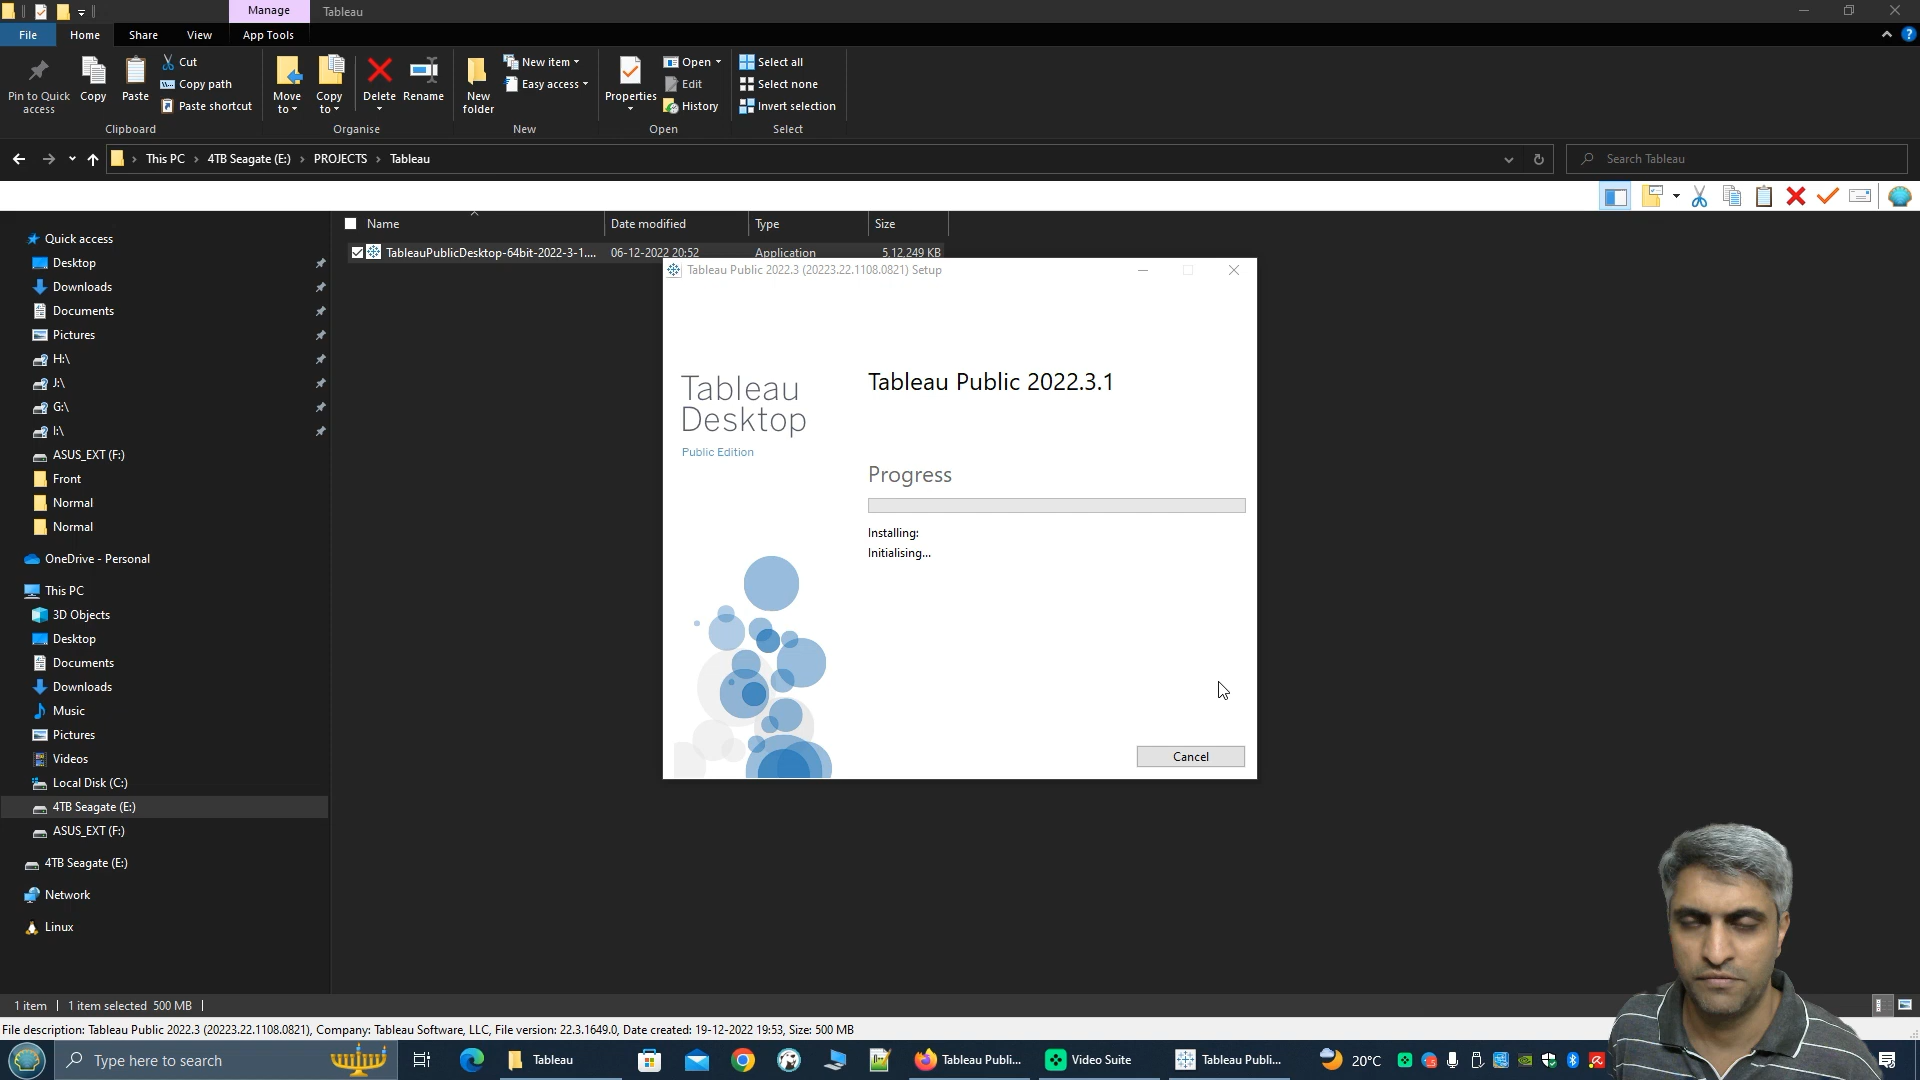 Manage
Tableau
File
Home
Share
View
App Tools
Pin to Quick access
Copy
Paste
Cut
Copy path
Paste shortcut
Clipboard
Move to
Copy to
Delete
Rename
Organise
New folder
New item
Easy access
New
Properties
Open
Edit
History
Open
Select all
Select none
Invert selection
Select
This PC › 4TB Seagate (E:) › PROJECTS › Tableau
Search Tableau
Name
Date modified
Type
Size
TableauPublicDesktop-64bit-2022-3-1....
06-12-2022 20:52
Application
5,12,249 KB
Quick access
Desktop
Downloads
Documents
Pictures
H:\
J:\
G:\
I:\
ASUS_EXT (F:)
Front
Normal
Normal
OneDrive - Personal
This PC
3D Objects
Desktop
Documents
Downloads
Music
Pictures
Videos
Local Disk (C:)
4TB Seagate (E:)
ASUS_EXT (F:)
4TB Seagate (E:)
Network
Linux
Tableau Public 2022.3 (20223.22.1108.0821) Setup
Tableau
Desktop
Public Edition
Tableau Public 2022.3.1
Progress
Installing:
Initialising...
Cancel
1 item
1 item selected 500 MB
File description: Tableau Public 2022.3 (20223.22.1108.0821), Company: Tableau Software, LLC, File version: 22.3.1649.0, Date created: 19-12-2022 19:53, Size: 500 MB
Type here to search
Tableau
Tableau Publi...
Video Suite
Tableau Publi...
20°C